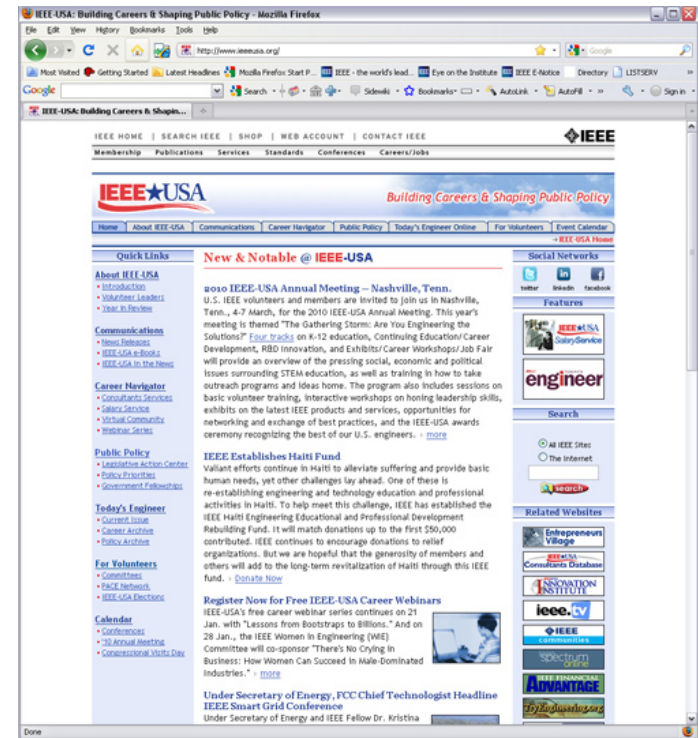 IEEE-USA: Building Careers & Shaping Public Policy - Mozilla Firefox
File Edit View History Bookmarks Tools Help
http://www.ieeeusa.org/
Google
Most Visited Getting Started Latest Headlines Mozilla Firefox Start P... IEEE - the world's lead... Eye on the Institute IEEE E-Notice Directory LISTSERV
Google Search Sidewiki Bookmarks AutoLink AutoFill Sign In
IEEE-USA: Building Careers & Shapin...
IEEE HOME | SEARCH IEEE | SHOP | WEB ACCOUNT | CONTACT IEEE
IEEE
Membership Publications Services Standards Conferences Careers/Jobs
IEEE USA
Building Careers & Shaping Public Policy
Home About IEEE-USA Communications Career Navigator Public Policy Today's Engineer Online For Volunteers Event Calendar
IEEE-USA Home
Quick Links
About IEEE-USA
Introduction
Volunteer Leaders
Year in Review
Communications
News Releases
IEEE-USA e-Books
IEEE-USA in the News
Career Navigator
Consultants Services
Salary Service
Virtual Community
Webinar Series
Public Policy
Legislative Action Center
Policy Priorities
Government Fellowships
Today's Engineer
Current Issue
Career Archive
Policy Archive
For Volunteers
Committees
PACE Network
IEEE-USA Elections
Calendar
Conferences
'10 Annual Meeting
Congressional Visits Day
New & Notable @ IEEE-USA
2010 IEEE-USA Annual Meeting — Nashville, Tenn.
U.S. IEEE volunteers and members are invited to join us in Nashville,
Tenn., 4-7 March, for the 2010 IEEE-USA Annual Meeting. This year's
meeting is themed "The Gathering Storm: Are You Engineering the
Solutions?" Four tracks on K-12 education, Continuing Education/Career
Development, R&D Innovation, and Exhibits/Career Workshops/Job Fair
will provide an overview of the pressing social, economic and political
issues surrounding STEM education, as well as training in how to take
outreach programs and ideas home. The program also includes sessions on
basic volunteer training, interactive workshops on honing leadership skills,
exhibits on the latest IEEE products and services, opportunities for
networking and exchange of best practices, and the IEEE-USA awards
ceremony recognizing the best of our U.S. engineers. › more
IEEE Establishes Haiti Fund
Valiant efforts continue in Haiti to alleviate suffering and provide basic
human needs, yet other challenges lay ahead. One of these is
re-establishing engineering and technology education and professional
activities in Haiti. To help meet this challenge, IEEE has established the
IEEE Haiti Engineering Educational and Professional Development
Rebuilding Fund. It will match donations up to the first $50,000
contributed. IEEE continues to encourage donations to relief
organizations. But we are hopeful that the generosity of members and
others will add to the long-term revitalization of Haiti through this IEEE
fund. › Donate Now
Register Now for Free IEEE-USA Career Webinars
IEEE-USA's free career webinar series continues on 21
Jan. with "Lessons from Bootstraps to Billions." And on
28 Jan., the IEEE Women in Engineering (WIE)
Committee will co-sponsor "There's No Crying in
Business: How Women Can Succeed in Male-Dominated
Industries." › more
Under Secretary of Energy, FCC Chief Technologist Headline
IEEE Smart Grid Conference
Under Secretary of Energy and IEEE Fellow Dr. Kristina
Social Networks
twitter linkedin facebook
Features
IEEE USA
SalaryService
engineer
Search
All IEEE Sites
The Internet
search
Related Websites
Entrepreneurs
Village
IEEE USA
Consultants Database
INNOVATION
INSTITUTE
ieee.tv
IEEE
communities
spectrum
online
IEEE FINANCIAL
ADVANTAGE
TryEngineering.org
Done